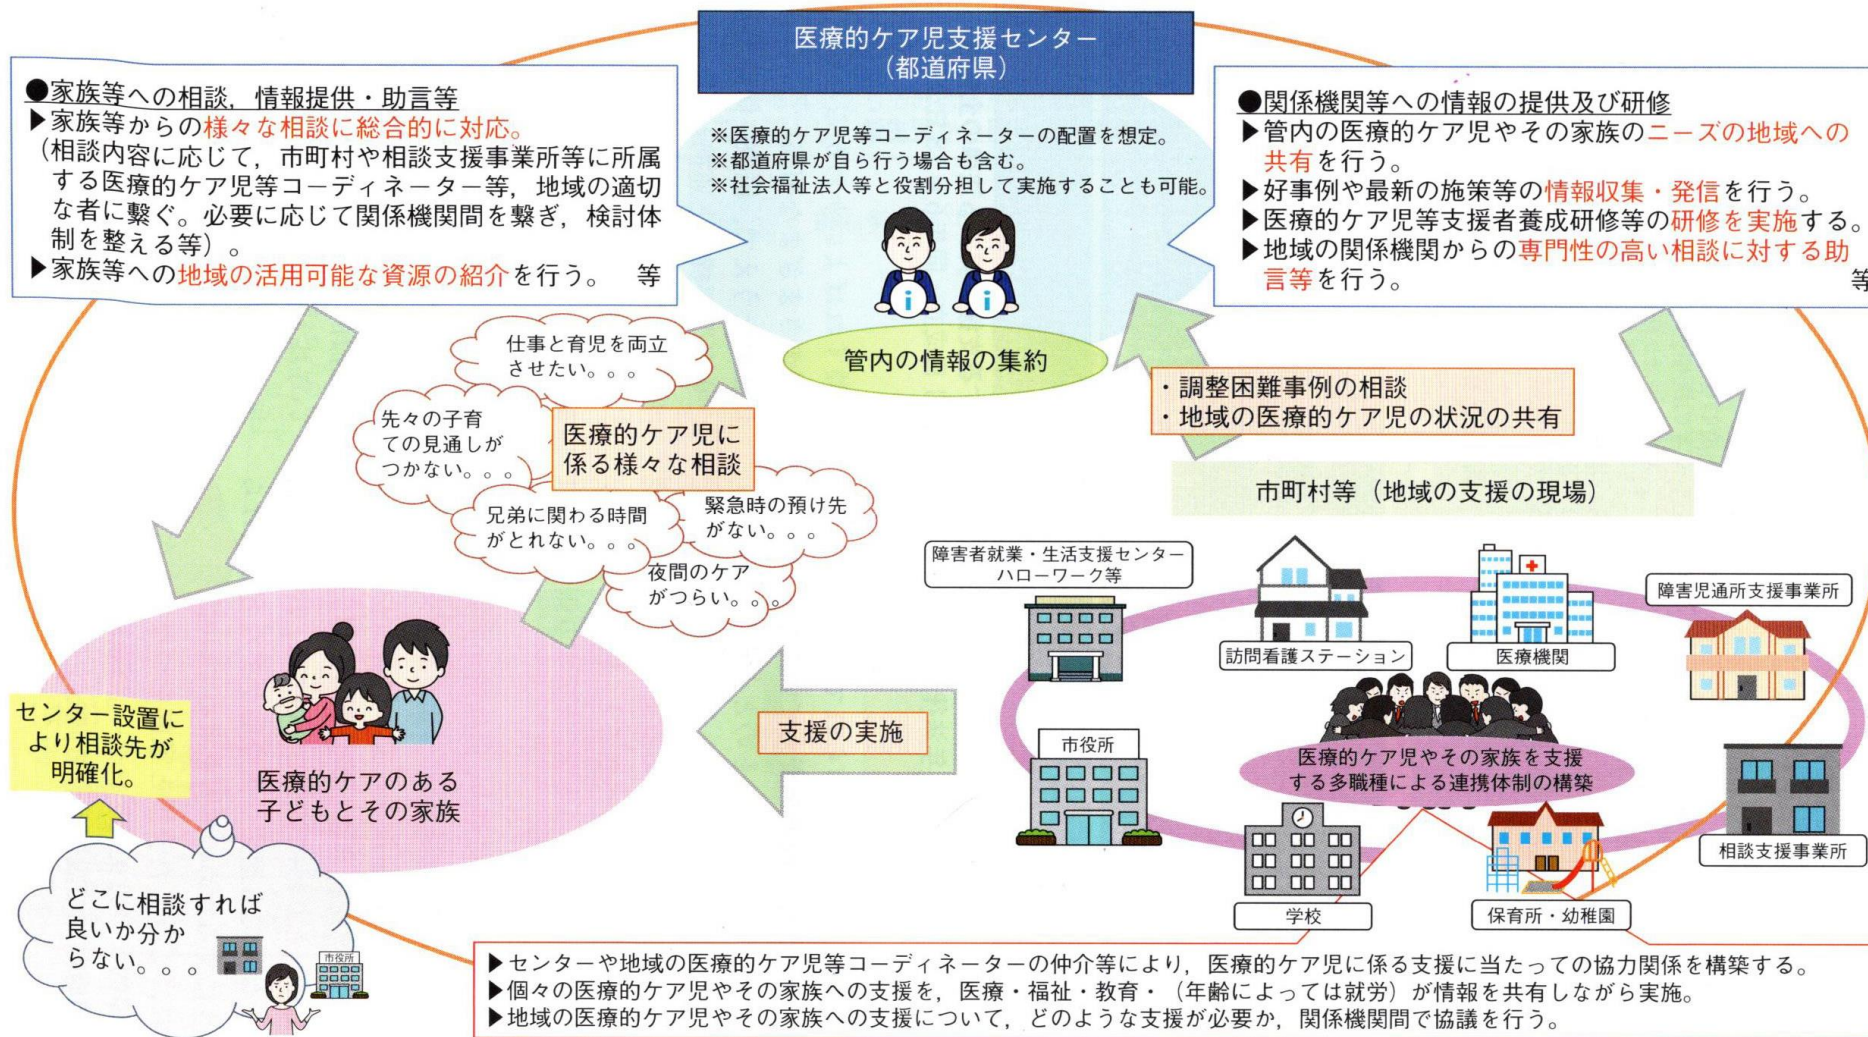 医療的ケア児支援センター
(都道府県)
●家族等への相談，情報提供・助言等
▶家族等からの様々な相談に総合的に対応。
(相談内容に応じて，市町村や相談支援事業所等に所属
する医療的ケア児等コーディネーター等，地域の適切
な者に繋ぐ。必要に応じて関係機関間を繋ぎ，検討体
制を整える等)。
▶家族等への地域の活用可能な資源の紹介を行う。　等
※医療的ケア児等コーディネーターの配置を想定。
※都道府県が自ら行う場合も含む。
※社会福祉法人等と役割分担して実施することも可能。
i
i
管内の情報の集約
●関係機関等への情報の提供及び研修
▶管内の医療的ケア児やその家族のニーズの地域への
共有を行う。
▶好事例や最新の施策等の情報収集・発信を行う。
▶医療的ケア児等支援者養成研修等の研修を実施する。
▶地域の関係機関からの専門性の高い相談に対する助
言等を行う。　等
仕事と育児を両立
させたい。。。
先々の子育
ての見通しが
つかない。。。
医療的ケア児に
係る様々な相談
兄弟に関わる時間
がとれない。。。
緊急時の預け先
がない。。。
夜間のケア
がつらい。。。
・調整困難事例の相談
・地域の医療的ケア児の状況の共有
市町村等（地域の支援の現場）
障害者就業・生活支援センター
ハローワーク等
訪問看護ステーション
医療機関
障害児通所支援事業所
市役所
医療的ケア児やその家族を支援
する多職種による連携体制の構築
相談支援事業所
学校
保育所・幼稚園
支援の実施
医療的ケアのある
子どもとその家族
センター設置に
より相談先が
明確化。
どこに相談すれば
良いか分か
らない。。。
市役所
▶センターや地域の医療的ケア児等コーディネーターの仲介等により，医療的ケア児に係る支援に当たっての協力関係を構築する。
▶個々の医療的ケア児やその家族への支援を，医療・福祉・教育・（年齢によっては就労）が情報を共有しながら実施。
▶地域の医療的ケア児やその家族への支援について，どのような支援が必要か，関係機関間で協議を行う。